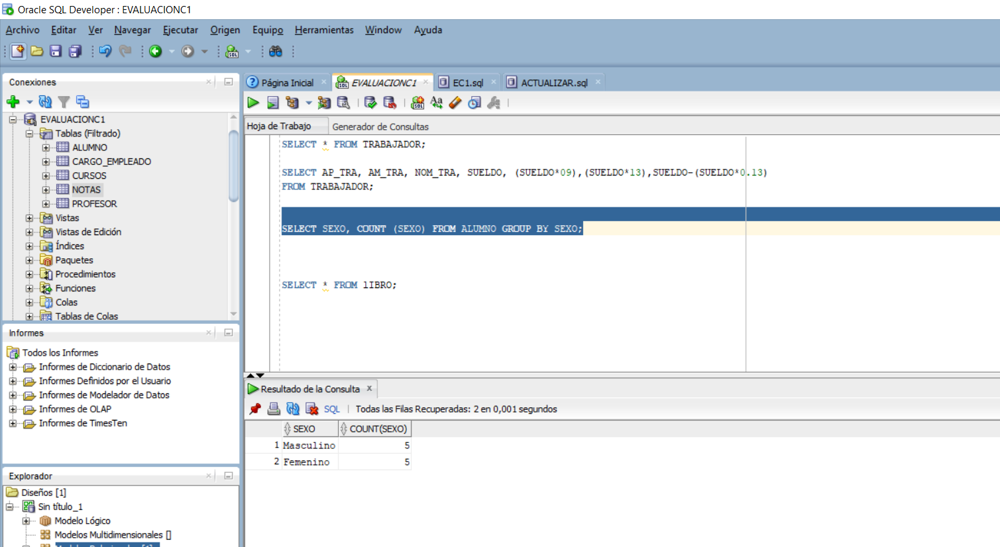 Oracle SQL Developer : EVALUACIONC1
Archivo Editar Ver Navegar Ejecutar Origen Equipo Herramientas Window Ayuda
Conexiones
EVALUACIONC1
Tablas (Filtrado)
ALUMNO
CARGO_EMPLEADO
CURSOS
NOTAS
PROFESOR
Vistas
Vistas de Edición
Índices
Paquetes
Procedimientos
Funciones
Colas
Tablas de Colas
Informes
Todos los Informes
Informes de Diccionario de Datos
Informes Definidos por el Usuario
Informes de Modelador de Datos
Informes de OLAP
Informes de TimesTen
Explorador
Diseños [1]
Sin título_1
Modelo Lógico
Modelos Multidimensionales []
Página Inicial EVALUACIONC1 EC1.sql ACTUALIZAR.sql
Hoja de Trabajo Generador de Consultas
SELECT * FROM TRABAJADOR;
SELECT AP_TRA, AM_TRA, NOM_TRA, SUELDO, (SUELDO*09),(SUELDO*13),SUELDO-(SUELDO*0.13)
FROM TRABAJADOR;
SELECT SEXO, COUNT (SEXO) FROM ALUMNO GROUP BY SEXO;
SELECT * FROM lIBRO;
Resultado de la Consulta
SQL Todas las Filas Recuperadas: 2 en 0,001 segundos
SEXO COUNT(SEXO)
1 Masculino 5
2 Femenino 5